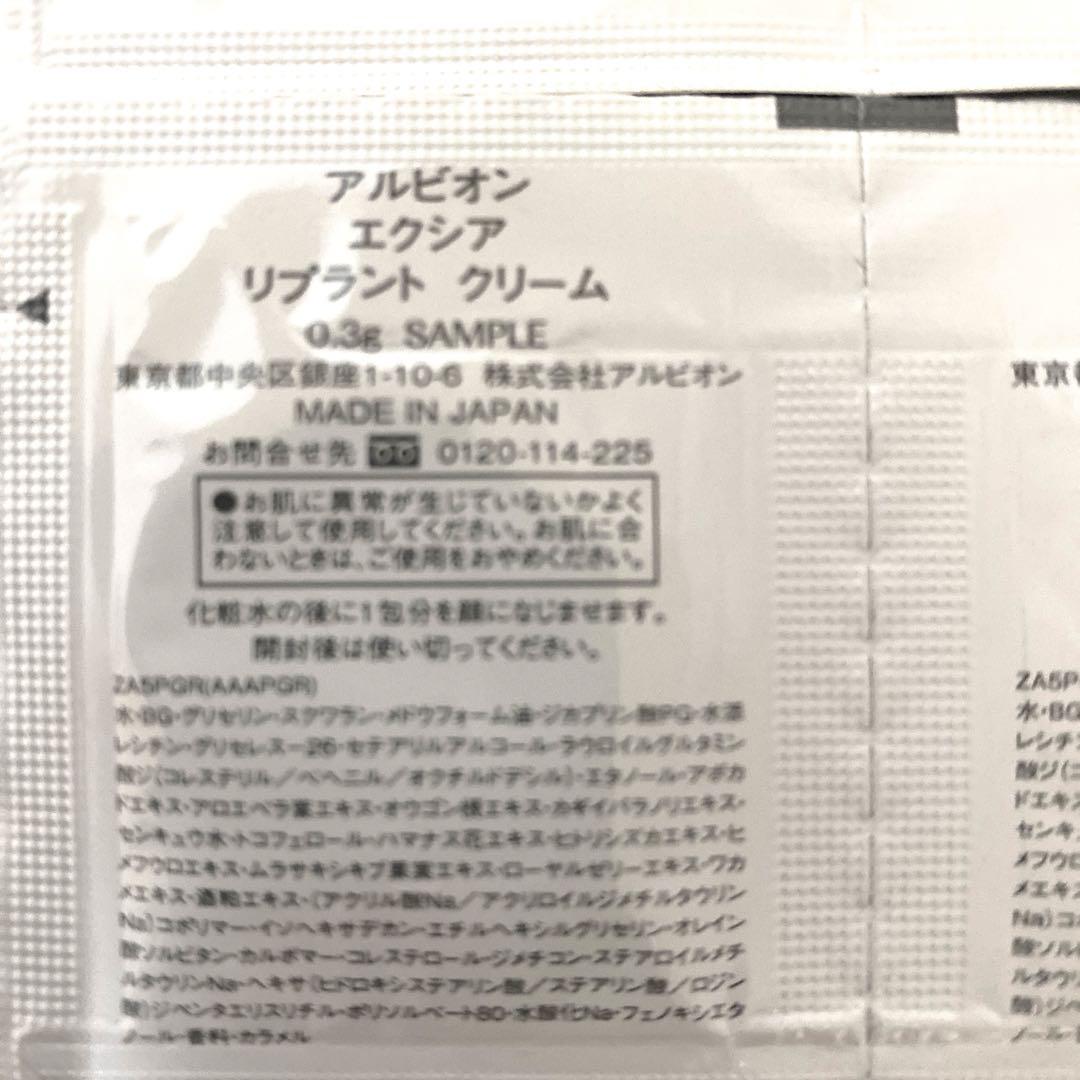 アルビオン
エクシア
リプラント クリーム
0.3g SAMPLE
東京都中央区銀座1-10-6 株式会社アルビオン
MADE IN JAPAN
お問合せ先 0120-114-225
●お肌に異常が生じていないかよく
注意して使用してください。お肌に合
わないときは、ご使用をおやめください。
化粧水の後に1包分を顔になじませます。
開封後は使い切ってください。
ZA5PGR(AAAPGR)
水・BG・グリセリン・スクワラン・メドウフォーム油・ジカプリン酸PG・水添
レシチン・グリセレス-26・セテアリルアルコール・ラウロイルグルタミン
酸ジ(コレステリル/ベヘニル/オクチルドデシル)・エタノール・アボカ
ドエキス・アロエベラ葉エキス・オウゴン根エキス・カギイバラノリエキス・
センキュウ水・トコフェロール・ハマナス花エキス・ヒトリシズカエキス・ヒ
メフウロエキス・ムラサキシキブ果実エキス・ローヤルゼリーエキス・ワカ
メエキス・酒粕エキス・(アクリル酸Na/アクリロイルジメチルタウリン
Na)コポリマー・イソヘキサデカン・エチルヘキシルグリセリン・オレイン
酸ソルビタン・カルボマー・コレステロール・ジメチコン・ステアロイルメチ
ルタウリンNa・ヘキサ(ヒドロキシステアリン酸/ステアリン酸/ロジン
酸)ジペンタエリスリチル・ポリソルベート80・水酸化Na・フェノキシエタ
ノール・香料・カラメル
東京
ZA5P
水・BG
レシチ
酸ジ(コ
ドエキス
センキ
メフウロ
メエキス
Na)コ
酸ソル
ルタウリ
酸)ジペ
ノール・